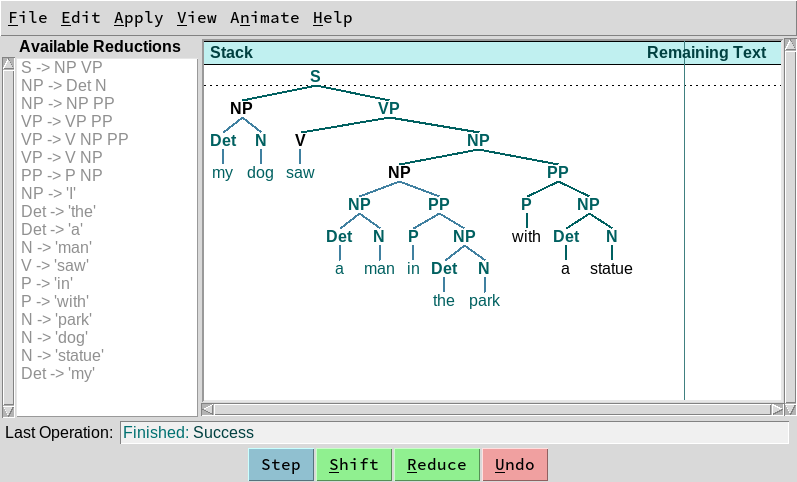 File Edit Apply View Animate Help
Available Reductions
S -> NP VP
NP -> Det N
NP -> NP PP
VP -> VP PP
VP -> V NP PP
VP -> V NP
PP -> P NP
NP -> 'I'
Det -> 'the'
Det -> 'a'
N -> 'man'
V -> 'saw'
P -> 'in'
P -> 'with'
N -> 'park'
N -> 'dog'
N -> 'statue'
Det -> 'my'
Stack Remaining Text
S
NP VP
Det N V NP
my dog saw NP PP
NP PP P NP
Det N P NP with Det N
a man in Det N a statue
the park
Last Operation: Finished: Success
Step Shift Reduce Undo